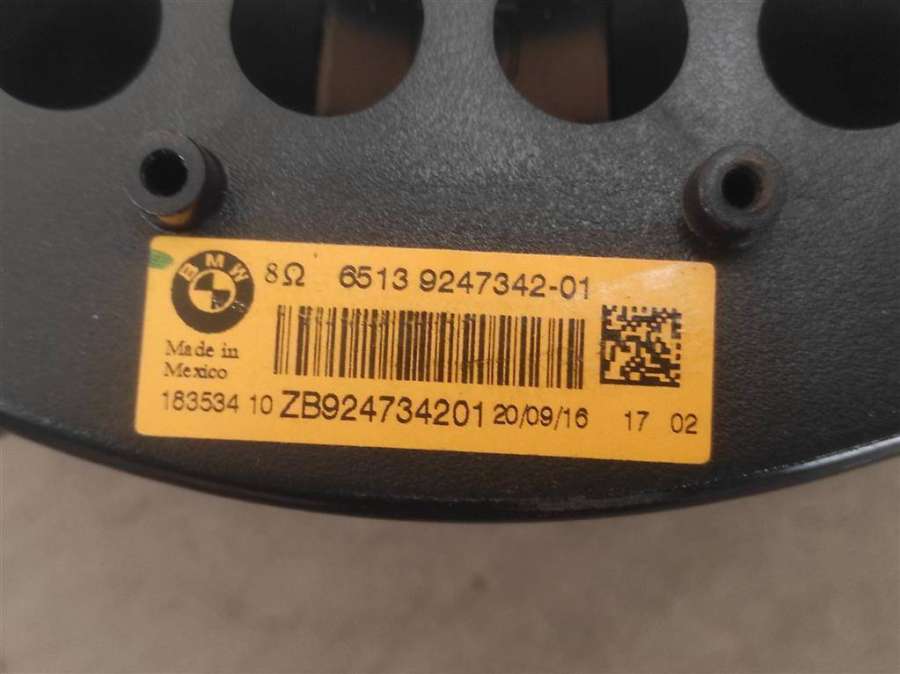 BMW
8Ω 6513 9247342-01
Made in
Mexico
183534 10 ZB924734201 20/09/16 17 02